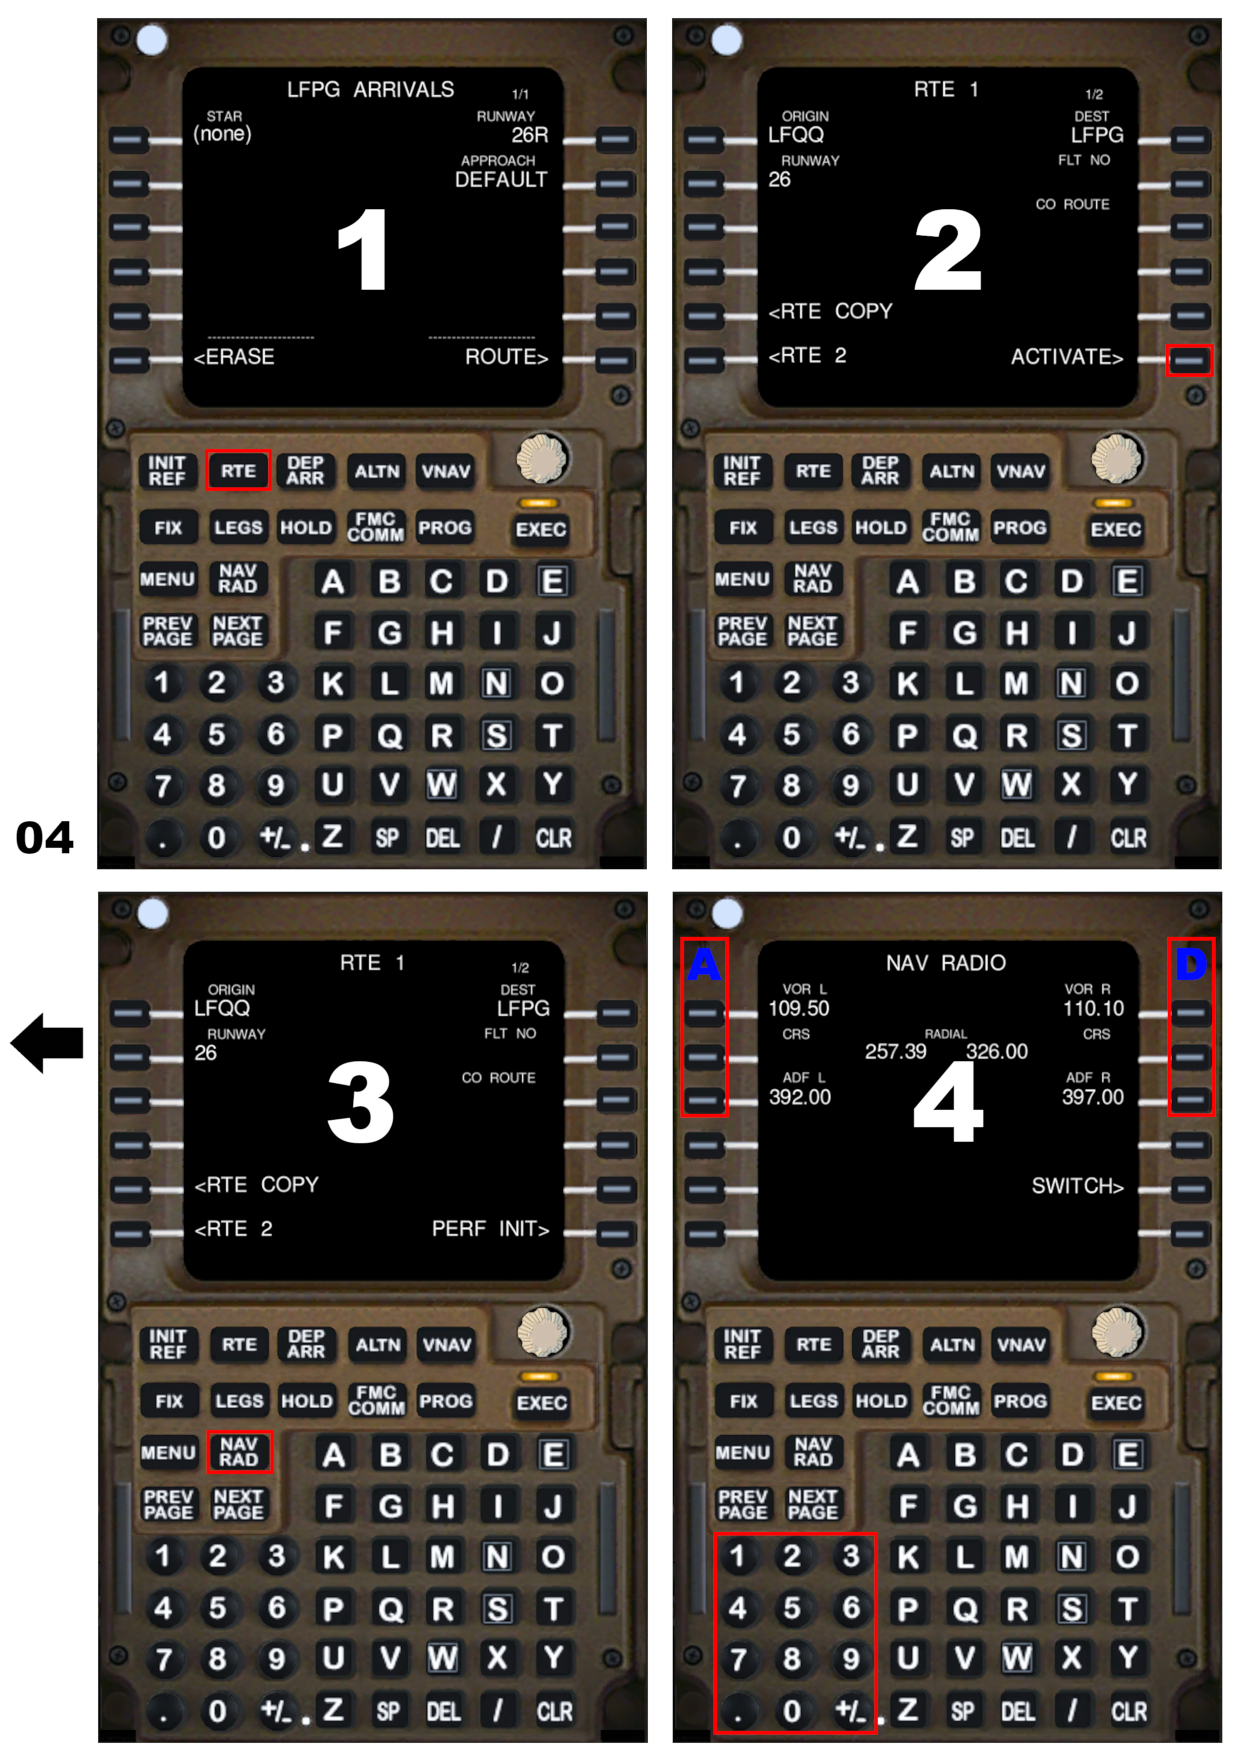 LFPG ARRIVALS 1/1
STAR RUNWAY
(none) 26R
APPROACH
DEFAULT
1
<ERASE ROUTE>
INIT REF RTE DEP ARR ALTN VNAV
FIX LEGS HOLD FMC COMM PROG EXEC
MENU NAV RAD A B C D E
PREV PAGE NEXT PAGE F G H I J
1 2 3 K L M N O
4 5 6 P Q R S T
7 8 9 U V W X Y
. 0 +/- Z SP DEL / CLR
RTE 1 1/2
ORIGIN DEST
LFQQ LFPG
RUNWAY FLT NO
26
CO ROUTE
2
<RTE COPY
<RTE 2 ACTIVATE>
INIT REF RTE DEP ARR ALTN VNAV
FIX LEGS HOLD FMC COMM PROG EXEC
MENU NAV RAD A B C D E
PREV PAGE NEXT PAGE F G H I J
1 2 3 K L M N O
4 5 6 P Q R S T
7 8 9 U V W X Y
. 0 +/- Z SP DEL / CLR
04
RTE 1 1/2
ORIGIN DEST
LFQQ LFPG
RUNWAY FLT NO
26
CO ROUTE
3
<RTE COPY
<RTE 2 PERF INIT>
INIT REF RTE DEP ARR ALTN VNAV
FIX LEGS HOLD FMC COMM PROG EXEC
MENU NAV RAD A B C D E
PREV PAGE NEXT PAGE F G H I J
1 2 3 K L M N O
4 5 6 P Q R S T
7 8 9 U V W X Y
. 0 +/- Z SP DEL / CLR
A NAV RADIO D
VOR L VOR R
109.50 110.10
CRS RADIAL CRS
257.39 326.00
ADF L ADF R
392.00 397.00
4
SWITCH>
INIT REF RTE DEP ARR ALTN VNAV
FIX LEGS HOLD FMC COMM PROG EXEC
MENU NAV RAD A B C D E
PREV PAGE NEXT PAGE F G H I J
1 2 3 K L M N O
4 5 6 P Q R S T
7 8 9 U V W X Y
. 0 +/- Z SP DEL / CLR